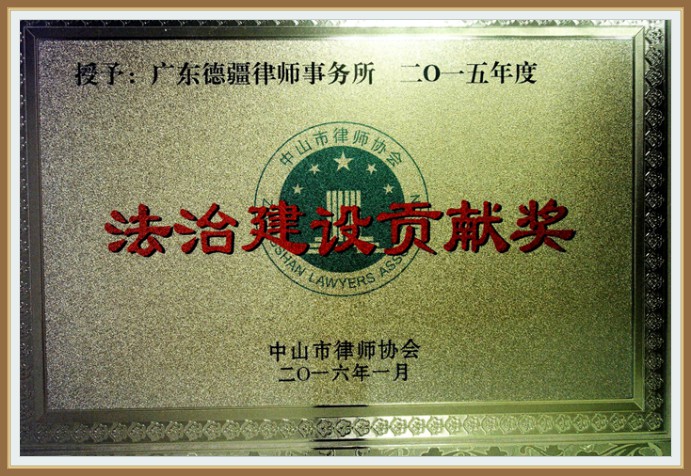 授予：广东德疆律师事务所 二〇一五年度
中山市律师协会
法治建设贡献奖
SHAN LAWYERS ASS
中山市律师协会
二〇一六年一月